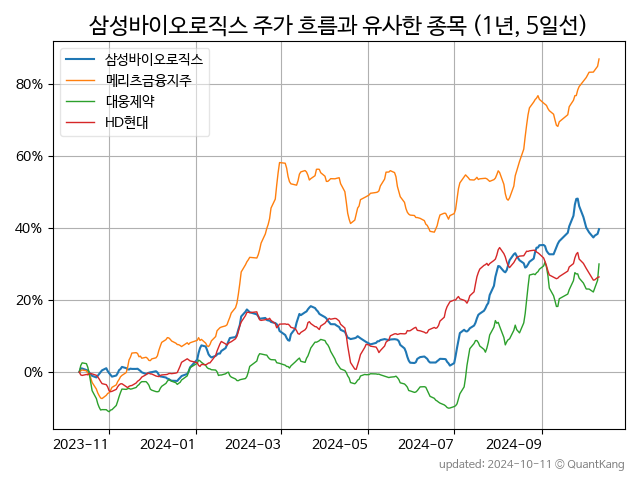 삼성바이오로직스 주가 흐름과 유사한 종목 (1년, 5일선)
삼성바이오로직스
메리츠금융지주
대웅제약
HD현대
80%
60%
40%
20%
0%
2023-11 2024-01 2024-03 2024-05 2024-07 2024-09
updated: 2024-10-11 © QuantKang